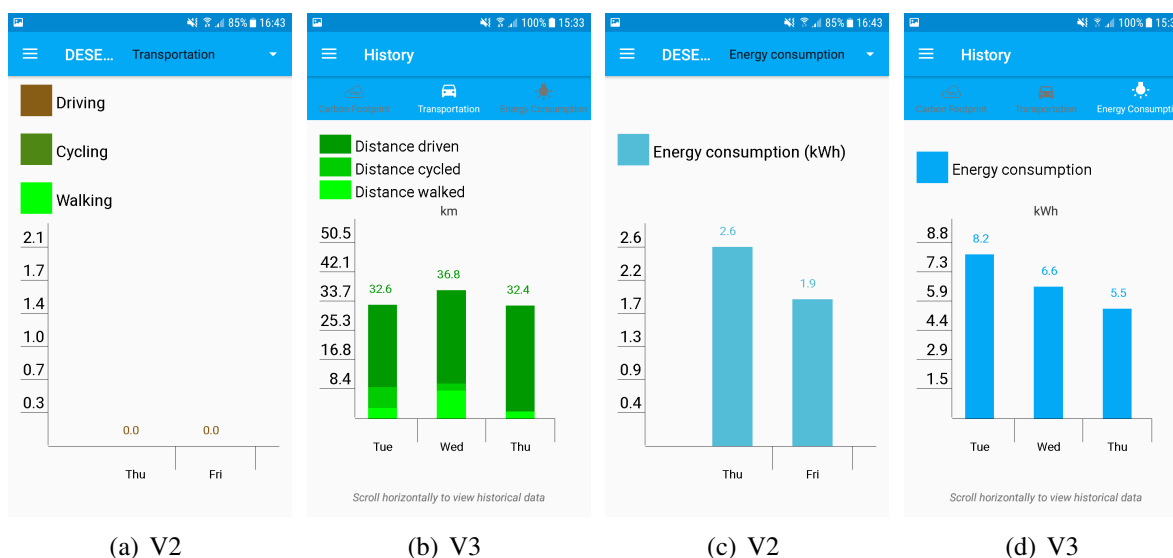 85% 16:43
DESE... Transportation
Driving
Cycling
Walking
2.1
1.7
1.4
1.0
0.7
0.3
0.0 0.0
Thu Fri
(a) V2
100% 15:33
History
Carbon Footprint Transportation Energy Consumption
Distance driven
Distance cycled
Distance walked
km
50.5
42.1
33.7
25.3
16.8
8.4
32.6 36.8 32.4
Tue Wed Thu
Scroll horizontally to view historical data
(b) V3
85% 16:43
DESE... Energy consumption
Energy consumption (kWh)
2.6
2.2
1.7
1.3
0.9
0.4
2.6 1.9
Thu Fri
(c) V2
100% 15:3
History
Carbon Footprint Transportation Energy Consumpti
Energy consumption
kWh
8.8
7.3
5.9
4.4
2.9
1.5
8.2 6.6 5.5
Tue Wed Thu
Scroll horizontally to view historical data
(d) V3